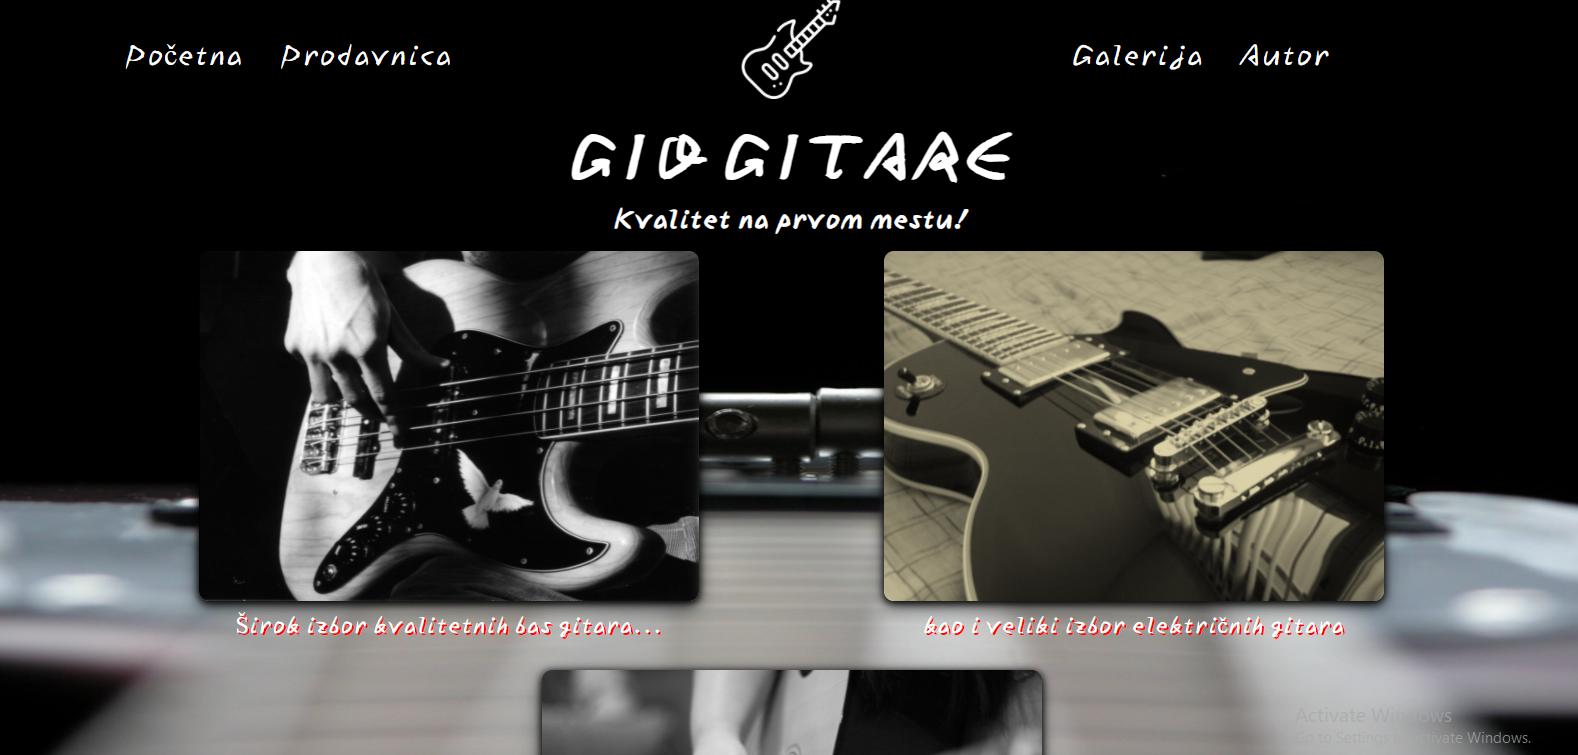 Početna Prodavnica Galerija Autor
GIO GITARE
Kvalitet na prvom mestu!
Širok izbor kvalitetnih bas gitara...
kao i veliki izbor električnih gitara
Activate Windows
Go to Settings to activate Windows.